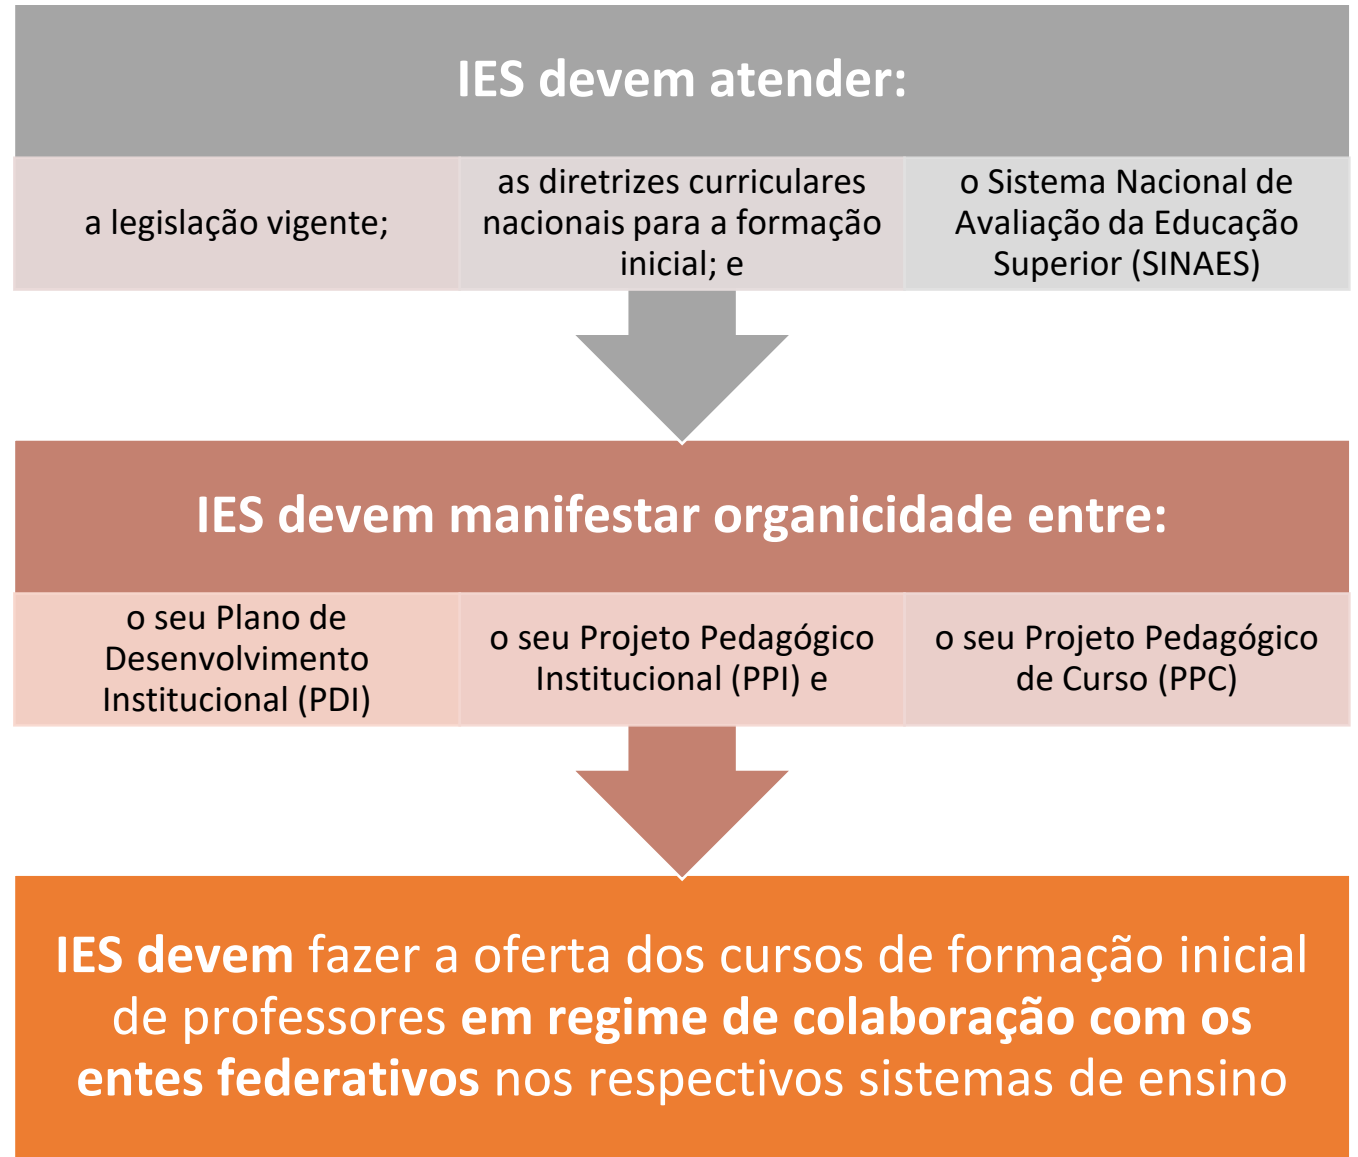 IES devem atender:
a legislação vigente;
as diretrizes curriculares
nacionais para a formação
inicial; e
o Sistema Nacional de
Avaliação da Educação
Superior (SINAES)
IES devem manifestar organicidade entre:
o seu Plano de
Desenvolvimento
Institucional (PDI)
o seu Projeto Pedagógico
Institucional (PPI) e
o seu Projeto Pedagógico
de Curso (PPC)
IES devem fazer a oferta dos cursos de formação inicial
de professores em regime de colaboração com os
entes federativos nos respectivos sistemas de ensino